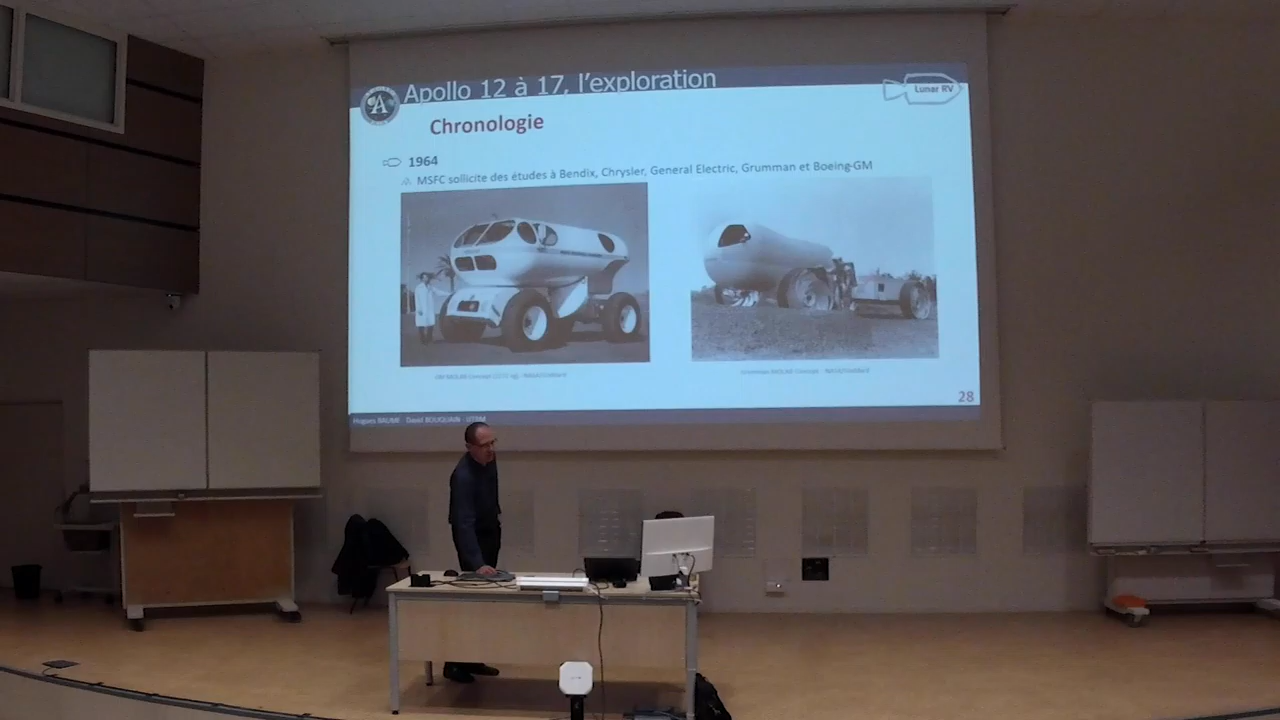 Apollo 12 à 17, l'exploration
Lunar RV
Chronologie
1964
MSFC sollicite des études à Bendix, Chrysler, General Electric, Grumman et Boeing-GM
28